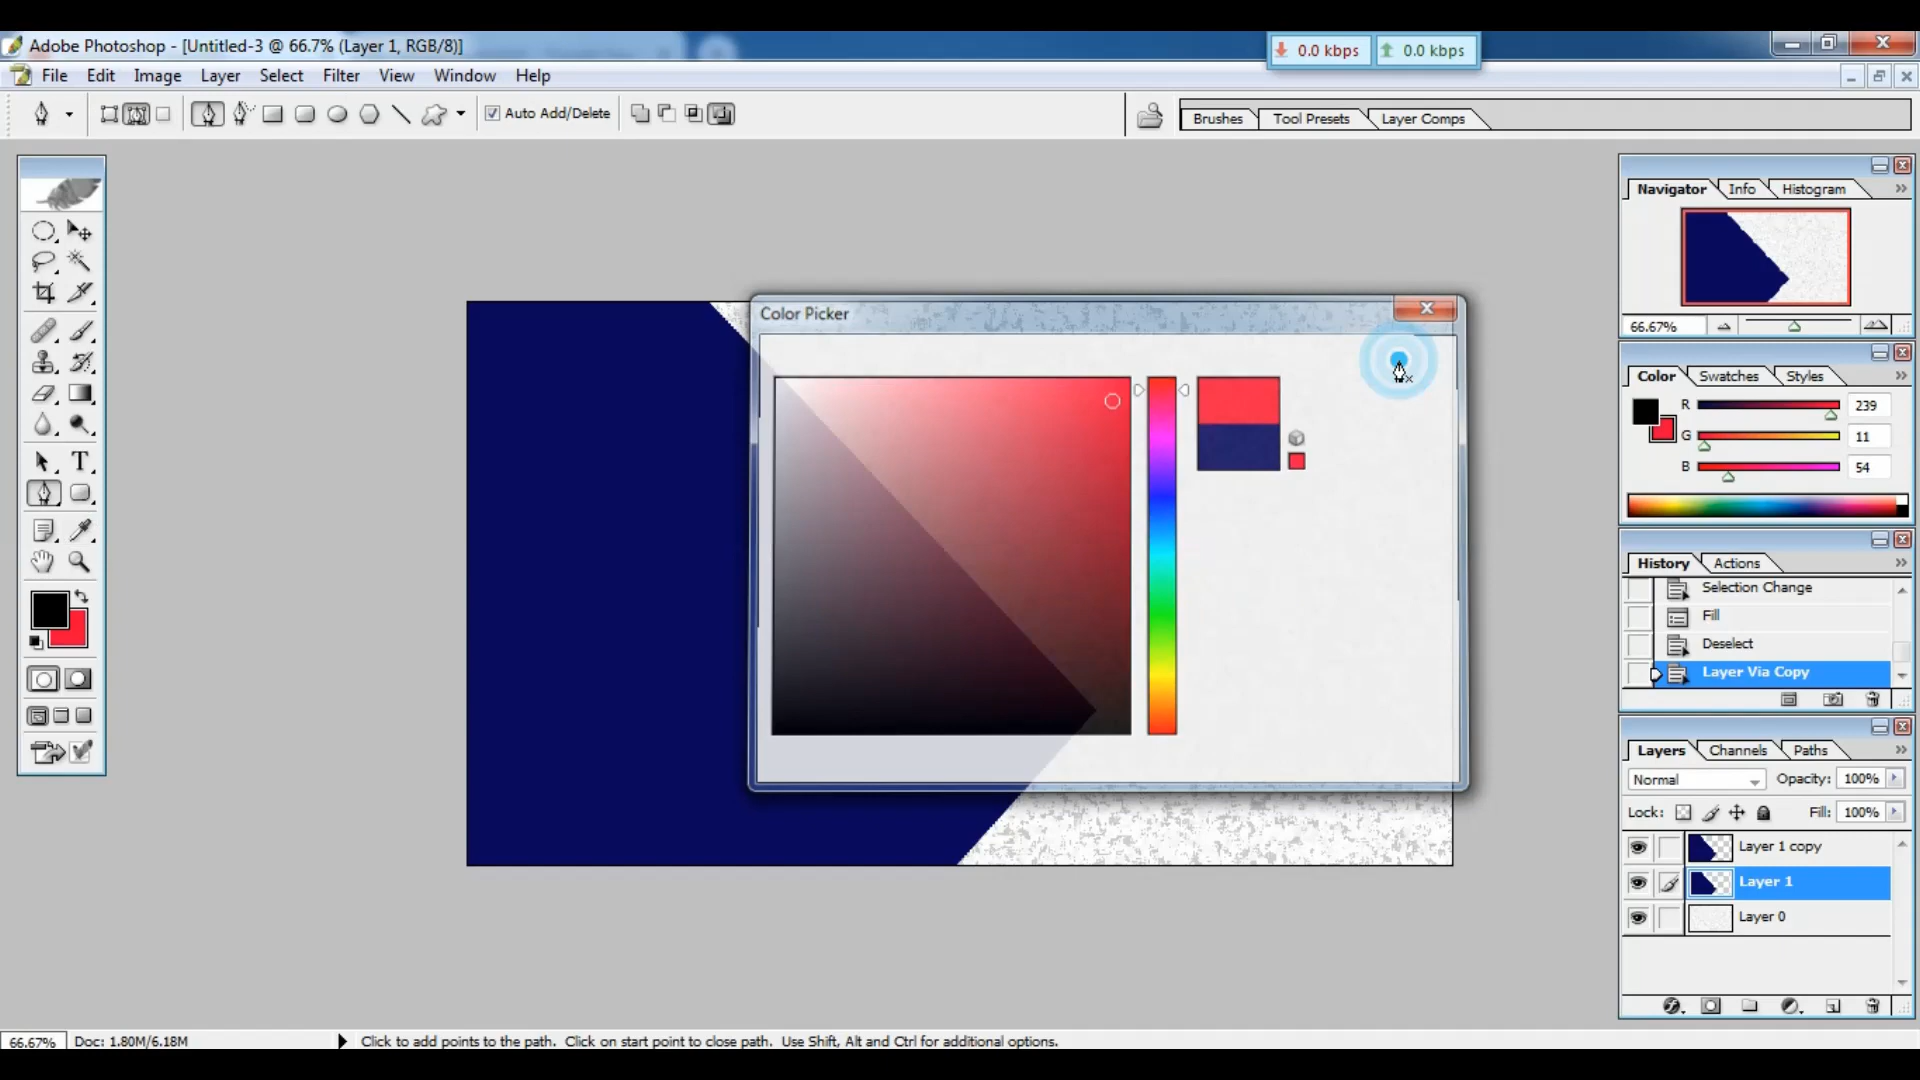 Adobe Photoshop - [Untitled-3 @ 66.7% (Layer 1, RGB/8)]
0.0 kbps 0.0 kbps
File Edit Image Layer Select Filter View Window Help
Auto Add/Delete
Brushes Tool Presets Layer Comps
Navigator Info Histogram
66.67%
Color Picker
Color Swatches Styles
R 239
G 11
B 54
T
History Actions
Selection Change
Fill
Deselect
Layer Via Copy
Layers Channels Paths
Normal Opacity: 100%
Lock: Fill: 100%
Layer 1 copy
Layer 1
Layer 0
66.67% Doc: 1.80M/6.18M Click to add points to the path. Click on start point to close path. Use Shift, Alt and Ctrl for additional options.